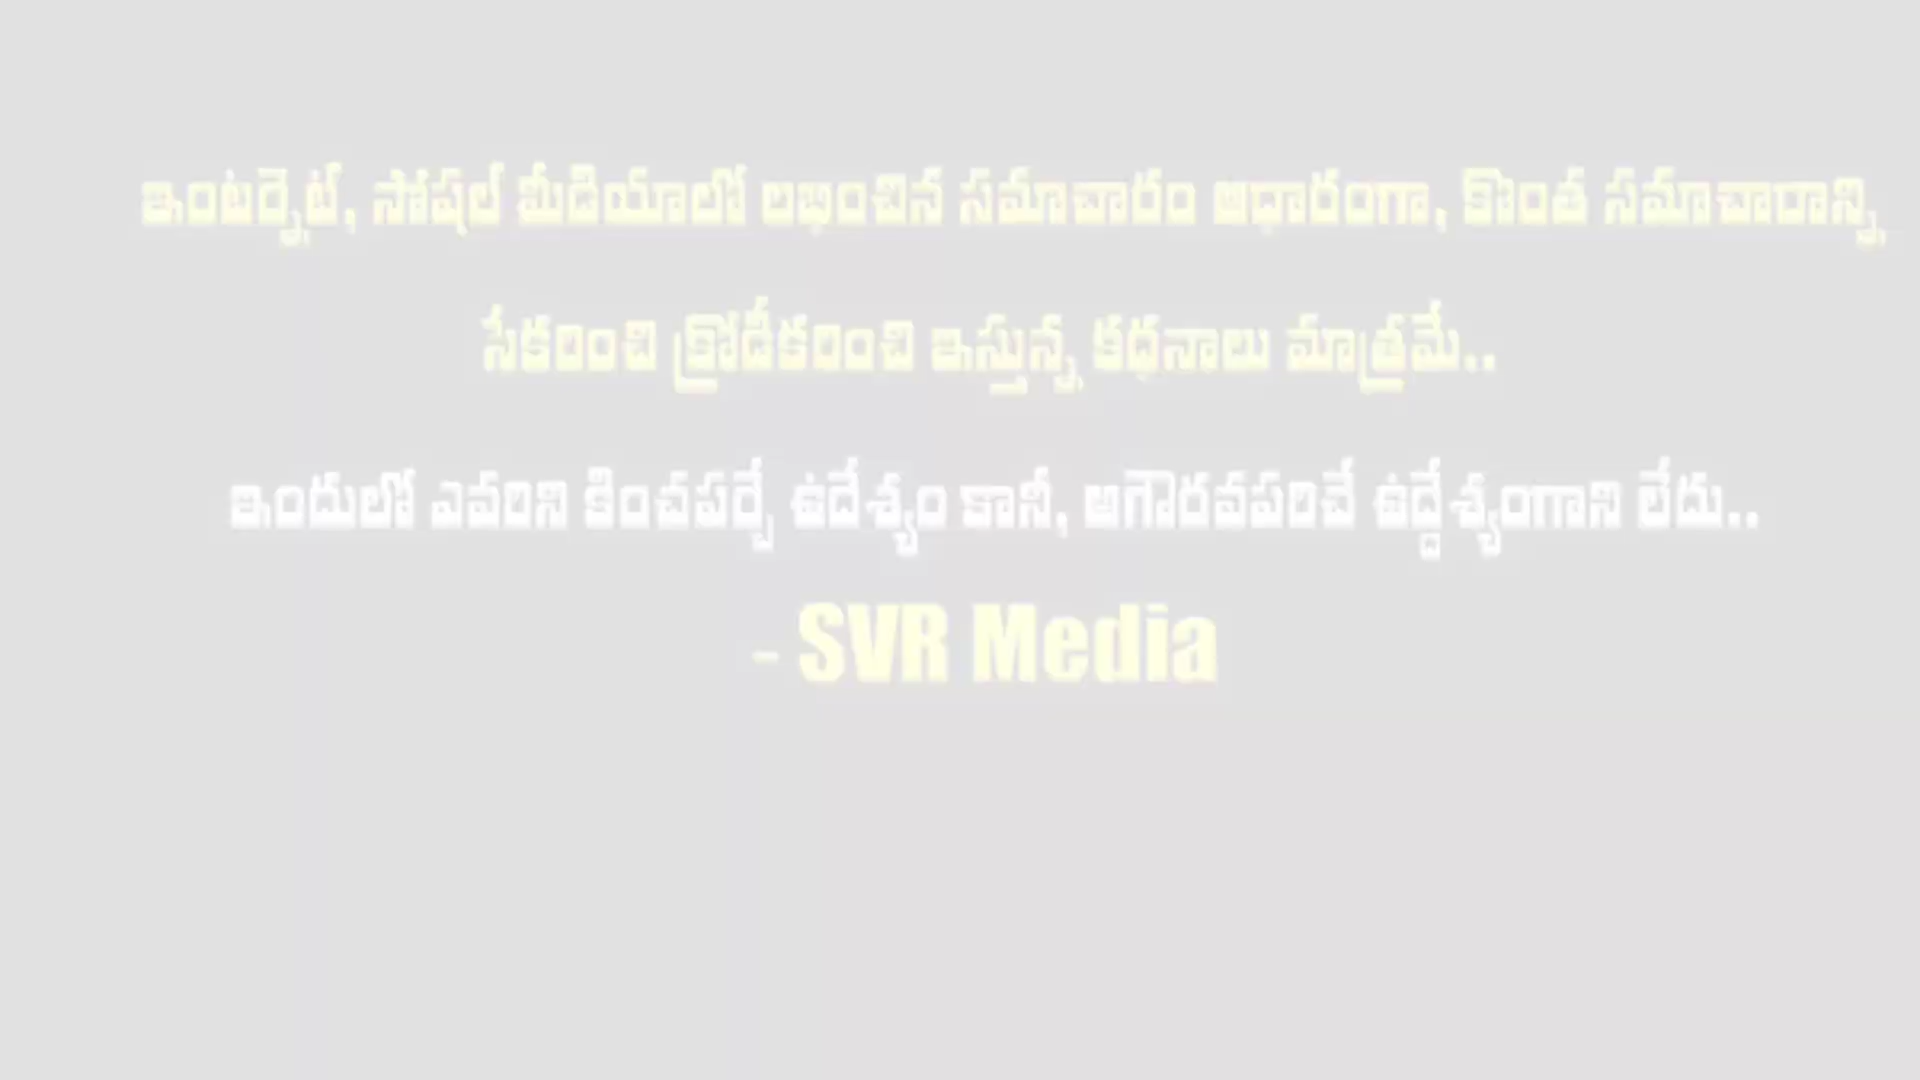 ఇంటర్నెట్, సోషల్ మీడియాలో లభించిన సమాచారం ఆధారంగా, కొంత సమాచారాన్ని
సేకరించి క్రోడీకరించి ఇస్తున్న కథనాలు మాత్రమే..
ఇందులో ఎవరిని కించపర్చే ఉదేశ్యం కానీ, అగౌరవపరిచే ఉద్దేశ్యంగాని లేదు..
- SVR Media